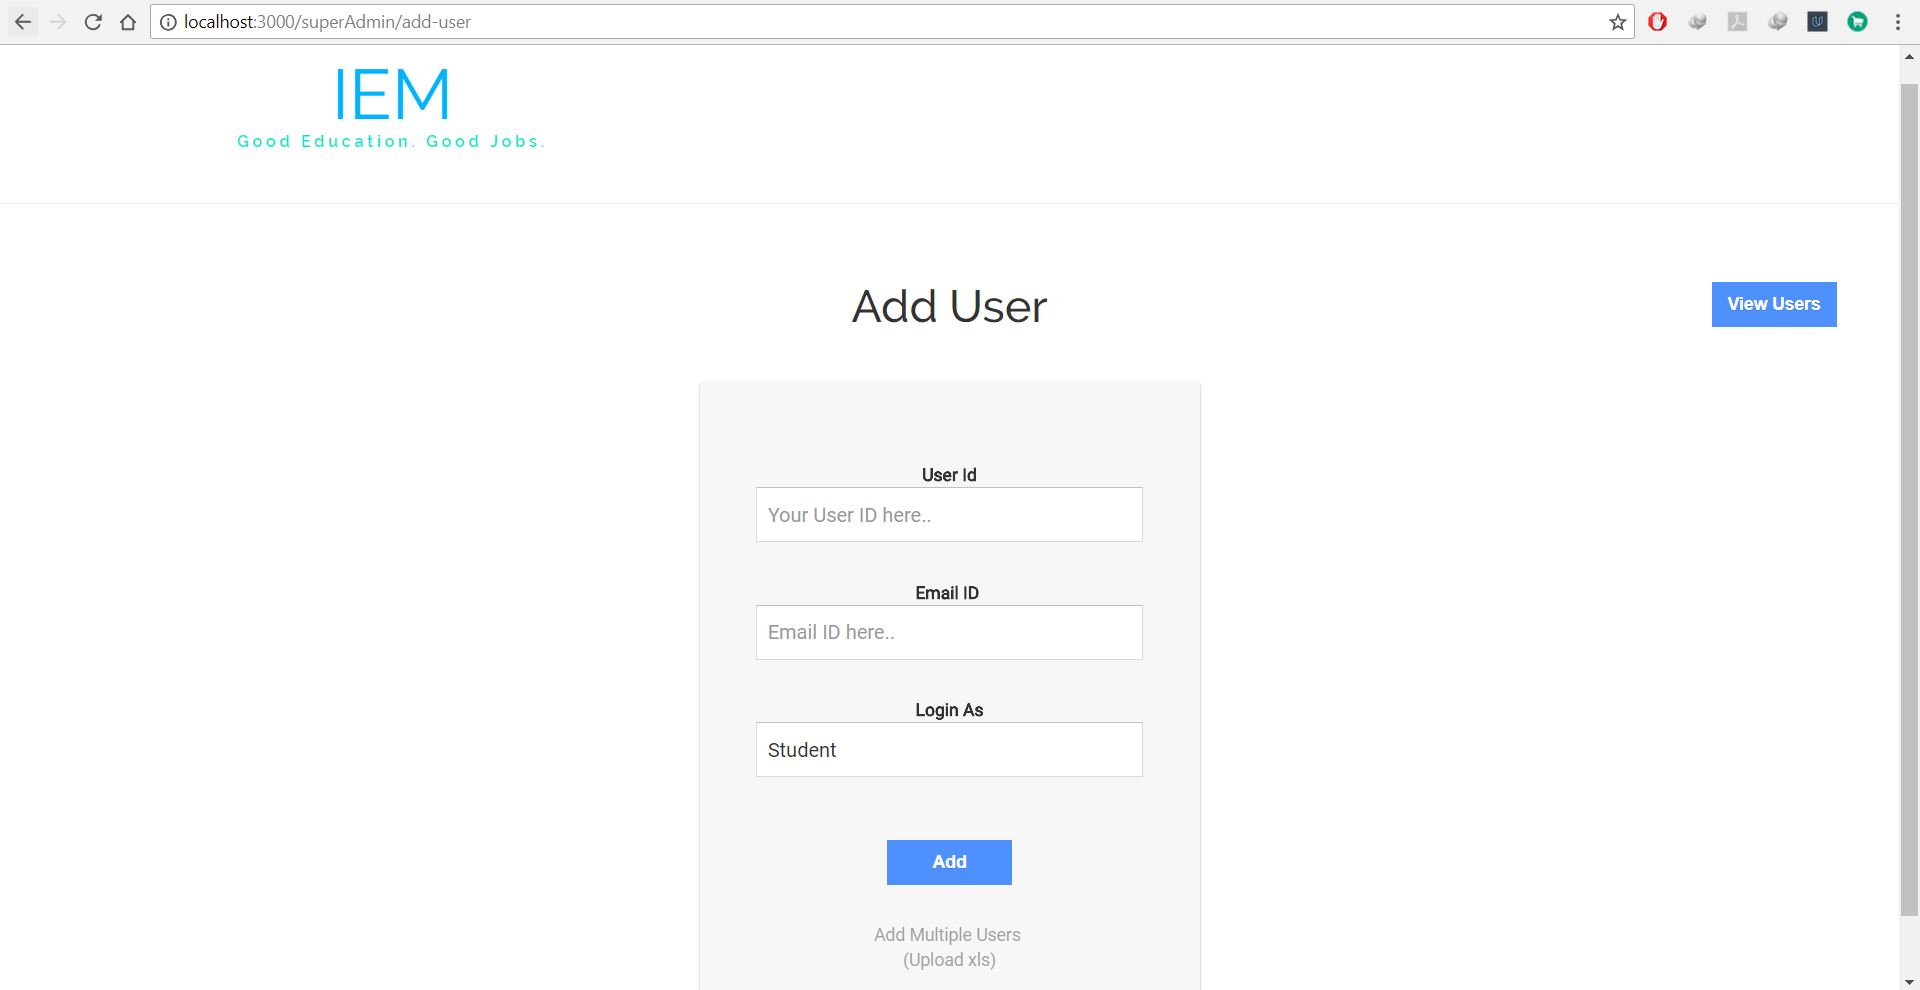 localhost:3000/superAdmin/add-user
IEM
Good Education. Good Jobs.
Add User
View Users
User Id
Your User ID here..
Email ID
Email ID here..
Login As
Student
Add
Add Multiple Users
(Upload xls)